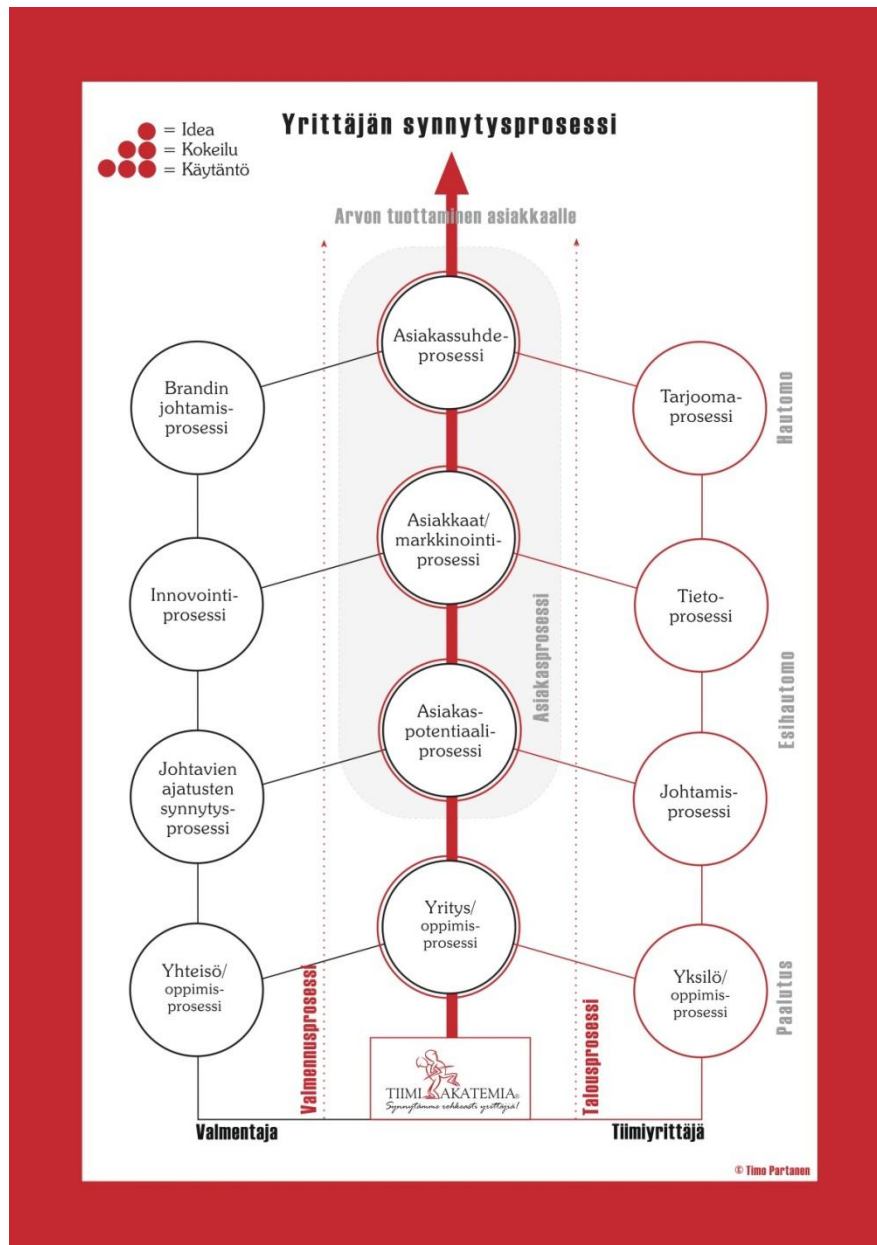 Yrittäjän synnytysprosessi
= Idea
= Kokeilu
= Käytäntö
Arvon tuottaminen asiakkaalle
Asiakassuhde-
prosessi
Brandin
johtamis-
prosessi
Tarjooma-
prosessi
Hautomo
Asiakkaat/
markkinointi-
prosessi
Innovointi-
prosessi
Tieto-
prosessi
Asiakasprosessi
Esihautomo
Asiakas-
potentiaali-
prosessi
Johtavien
ajatusten
synnytys-
prosessi
Johtamis-
prosessi
Yritys/
oppimis-
prosessi
Yhteisö/
oppimis-
prosessi
Yksilö/
oppimis-
prosessi
Paalutus
Valmennusprosessi
Talousprosessi
TIIMIAKATEMIA®
Synnytämme rohkeasti yrittäjiä!
Valmentaja
Tiimiyrittäjä
© Timo Partanen